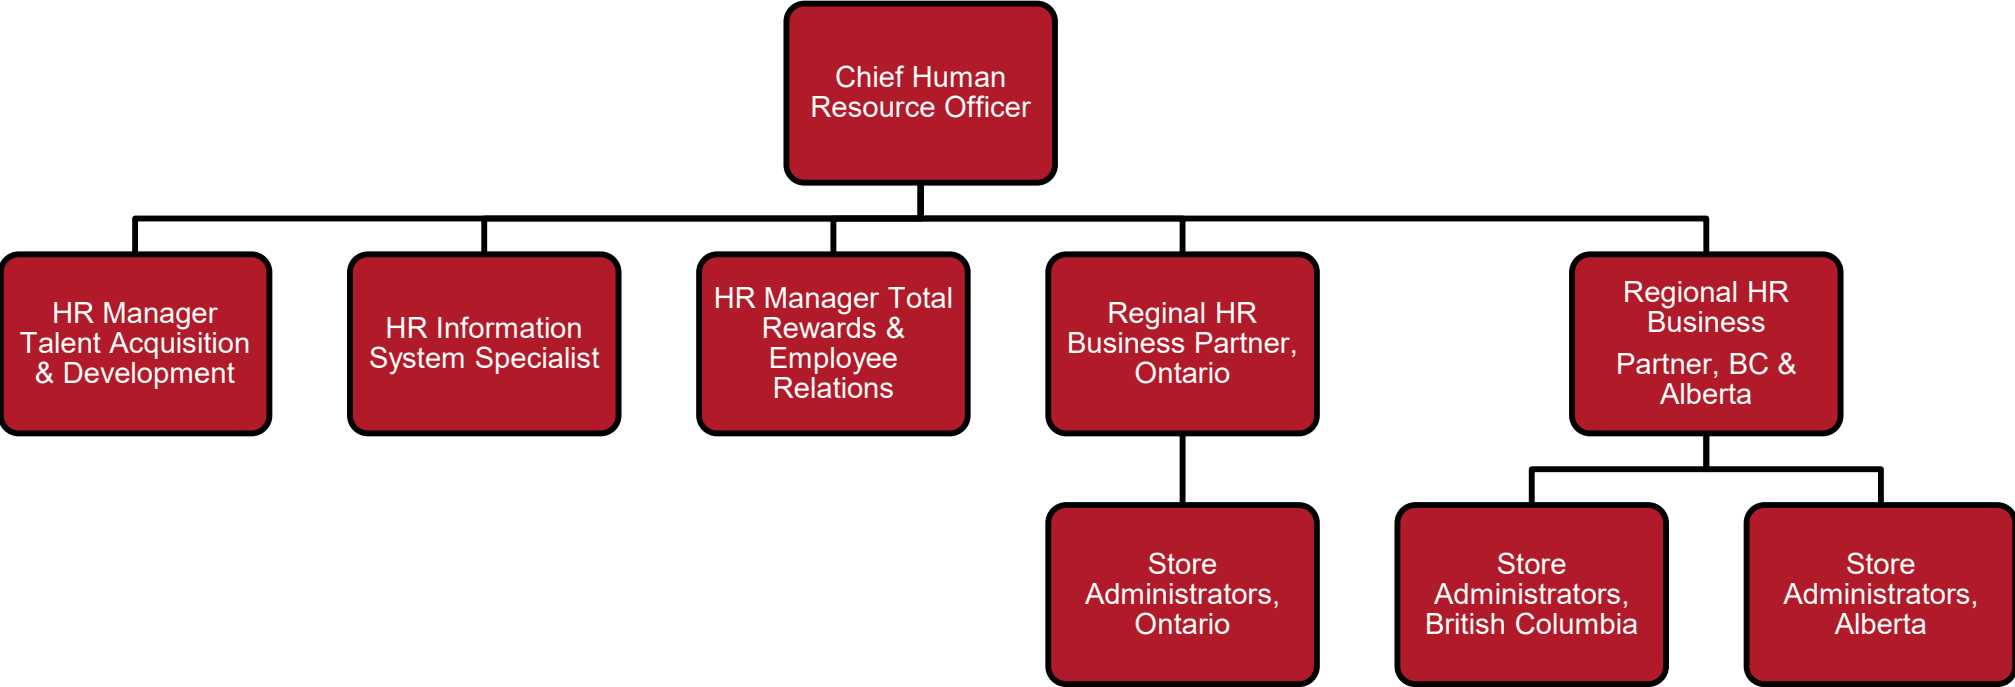 Chief Human
Resource Officer
HR Manager
Talent Acquisition
& Development
HR Information
System Specialist
HR Manager Total
Rewards &
Employee
Relations
Reginal HR
Business Partner,
Ontario
Regional HR
Business
Partner, BC &
Alberta
Store
Administrators,
Ontario
Store
Administrators,
British Columbia
Store
Administrators,
Alberta